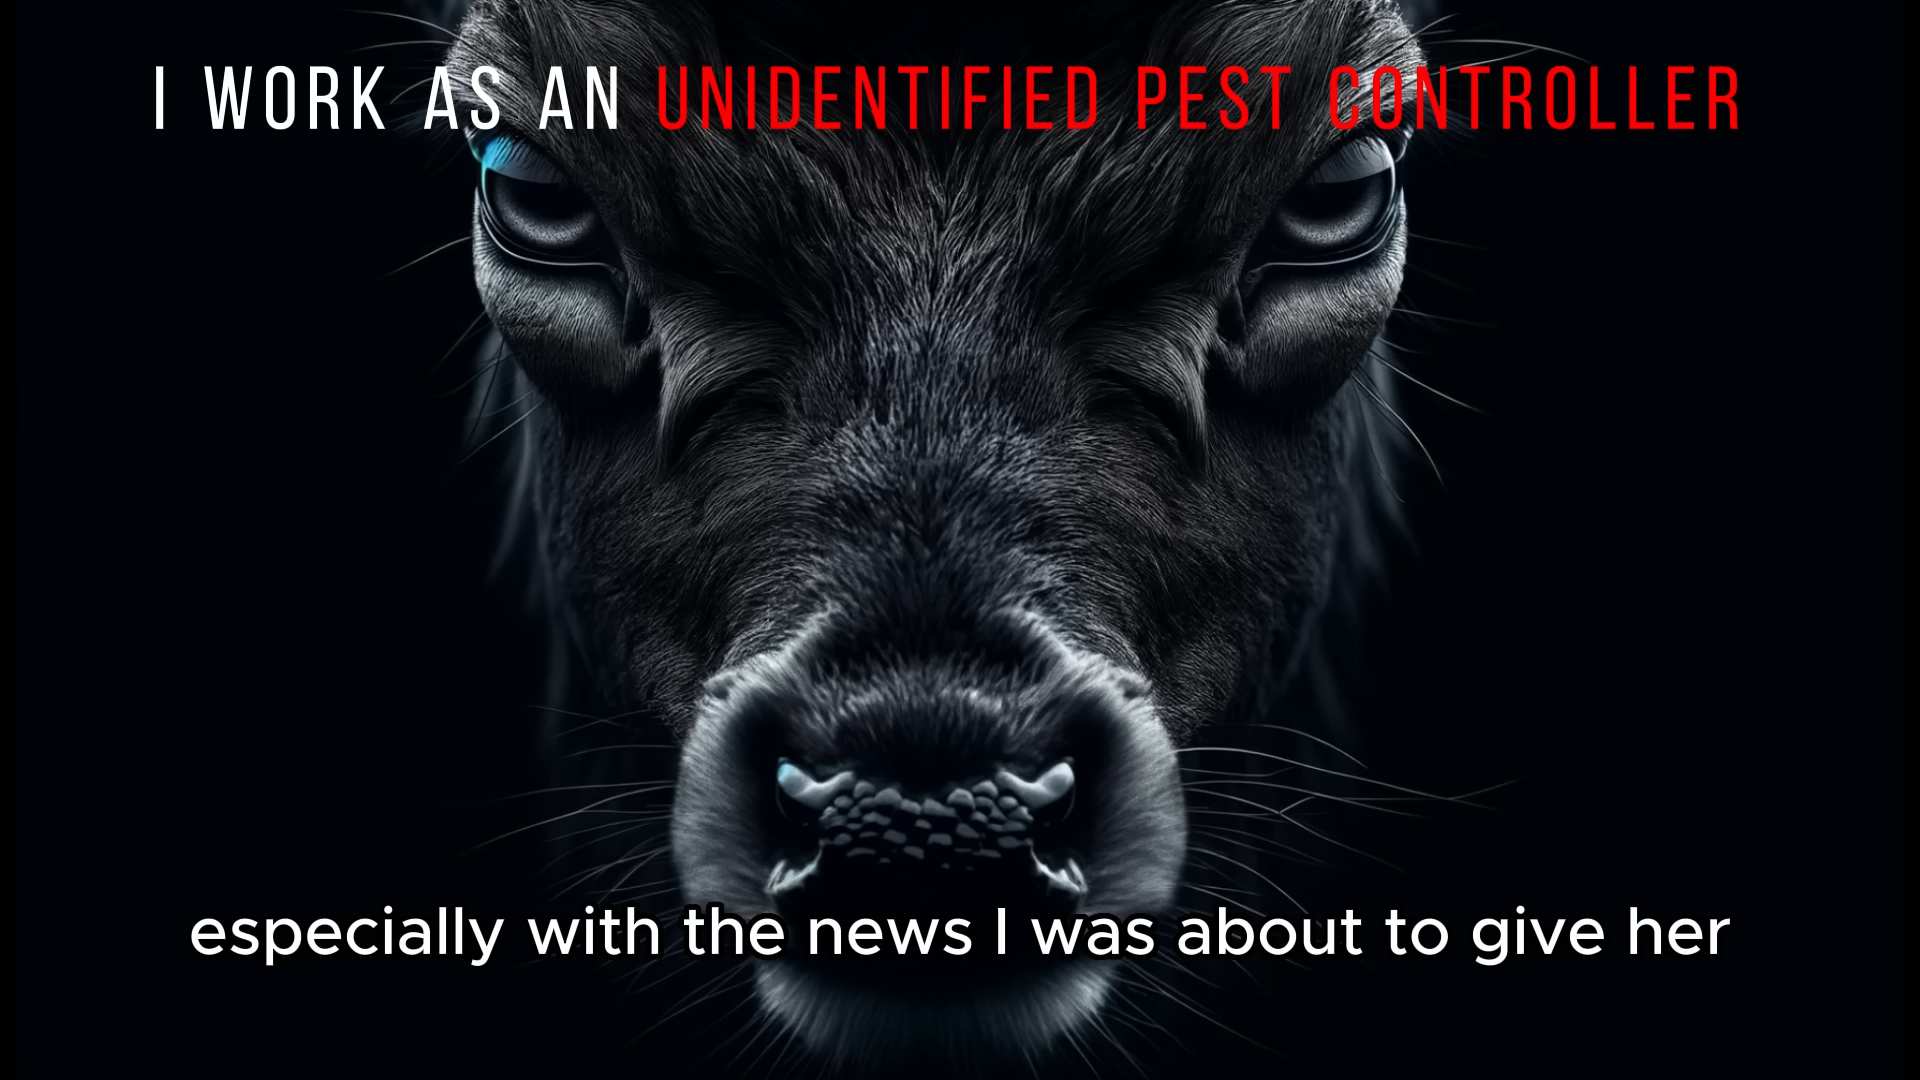 I WORK AS AN UNIDENTIFIED PEST CONTROLLER
especially with the news I was about to give her